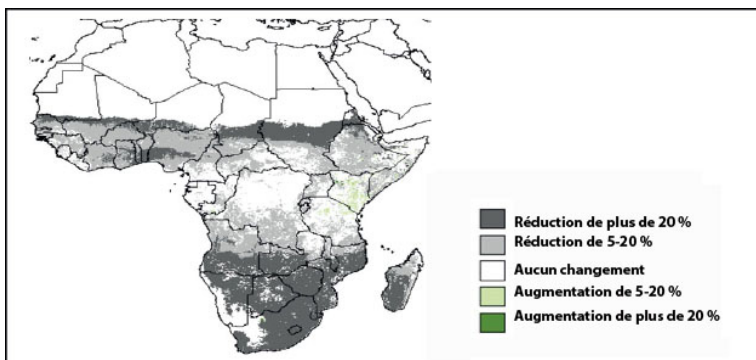 Réduction de plus de 20 %
Réduction de 5-20 %
Aucun changement
Augmentation de 5-20 %
Augmentation de plus de 20 %